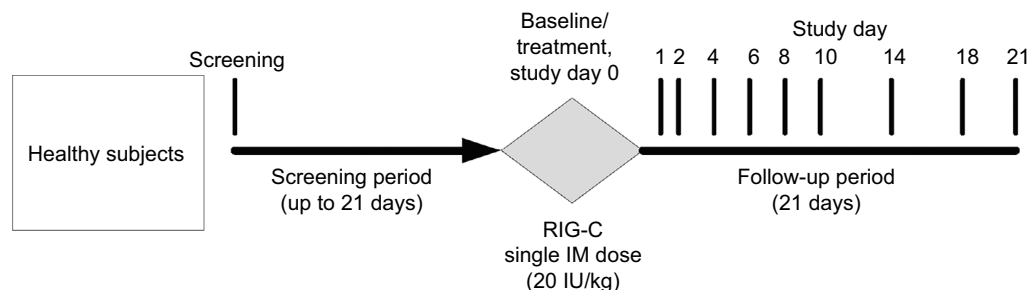 Healthy subjects
Screening
Screening period
(up to 21 days)
Baseline/
treatment,
study day 0
RIG-C
single IM dose
(20 IU/kg)
Study day
1 2 4 6 8 10 14 18 21
Follow-up period
(21 days)